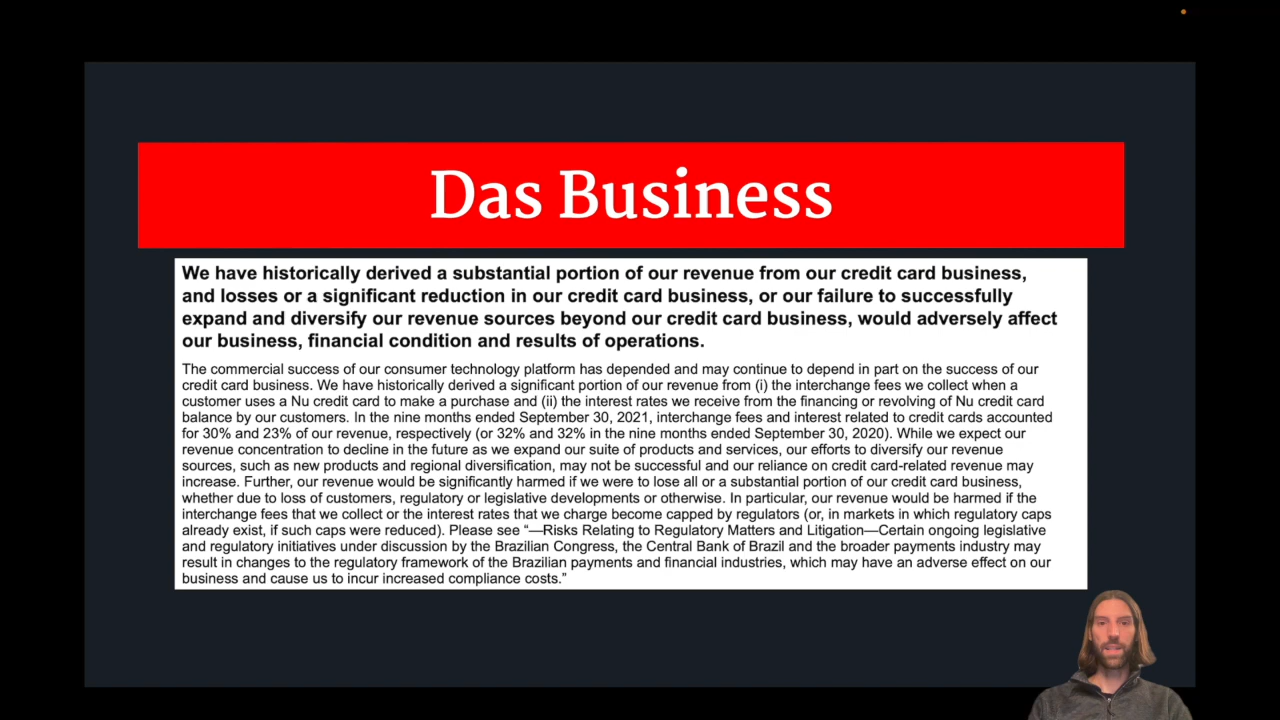 Das Business
We have historically derived a substantial portion of our revenue from our credit card business,
and losses or a significant reduction in our credit card business, or our failure to successfully
expand and diversify our revenue sources beyond our credit card business, would adversely affect
our business, financial condition and results of operations.
The commercial success of our consumer technology platform has depended and may continue to depend in part on the success of our
credit card business. We have historically derived a significant portion of our revenue from (i) the interchange fees we collect when a
customer uses a Nu credit card to make a purchase and (ii) the interest rates we receive from the financing or revolving of Nu credit card
balance by our customers. In the nine months ended September 30, 2021, interchange fees and interest related to credit cards accounted
for 30% and 23% of our revenue, respectively (or 32% and 32% in the nine months ended September 30, 2020). While we expect our
revenue concentration to decline in the future as we expand our suite of products and services, our efforts to diversify our revenue
sources, such as new products and regional diversification, may not be successful and our reliance on credit card-related revenue may
increase. Further, our revenue would be significantly harmed if we were to lose all or a substantial portion of our credit card business,
whether due to loss of customers, regulatory or legislative developments or otherwise. In particular, our revenue would be harmed if the
interchange fees that we collect or the interest rates that we charge become capped by regulators (or, in markets in which regulatory caps
already exist, if such caps were reduced). Please see “—Risks Relating to Regulatory Matters and Litigation—Certain ongoing legislative
and regulatory initiatives under discussion by the Brazilian Congress, the Central Bank of Brazil and the broader payments industry may
result in changes to the regulatory framework of the Brazilian payments and financial industries, which may have an adverse effect on our
business and cause us to incur increased compliance costs.”